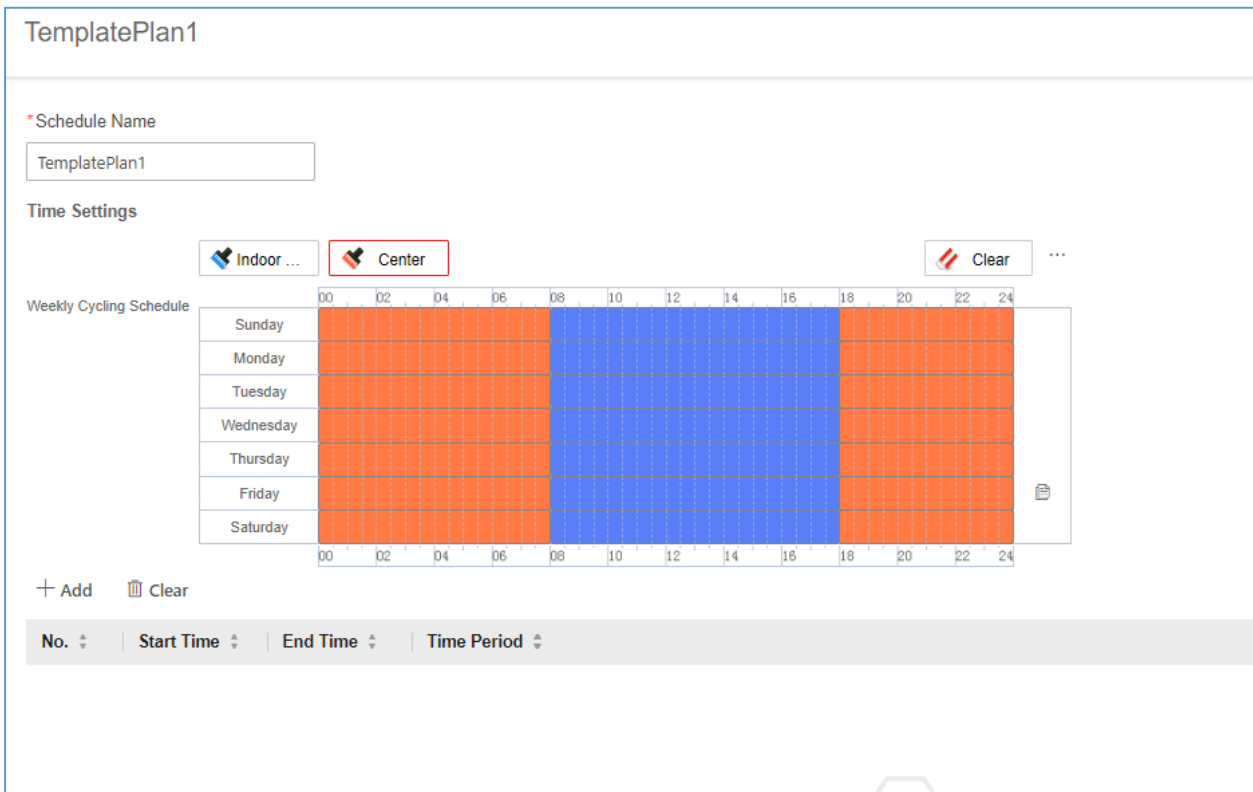 TemplatePlan1
*Schedule Name
TemplatePlan1
Time Settings
Indoor ... Center Clear ...
Weekly Cycling Schedule
00 02 04 06 08 10 12 14 16 18 20 22 24
Sunday
Monday
Tuesday
Wednesday
Thursday
Friday
Saturday
00 02 04 06 08 10 12 14 16 18 20 22 24
Add Clear
No. Start Time End Time Time Period